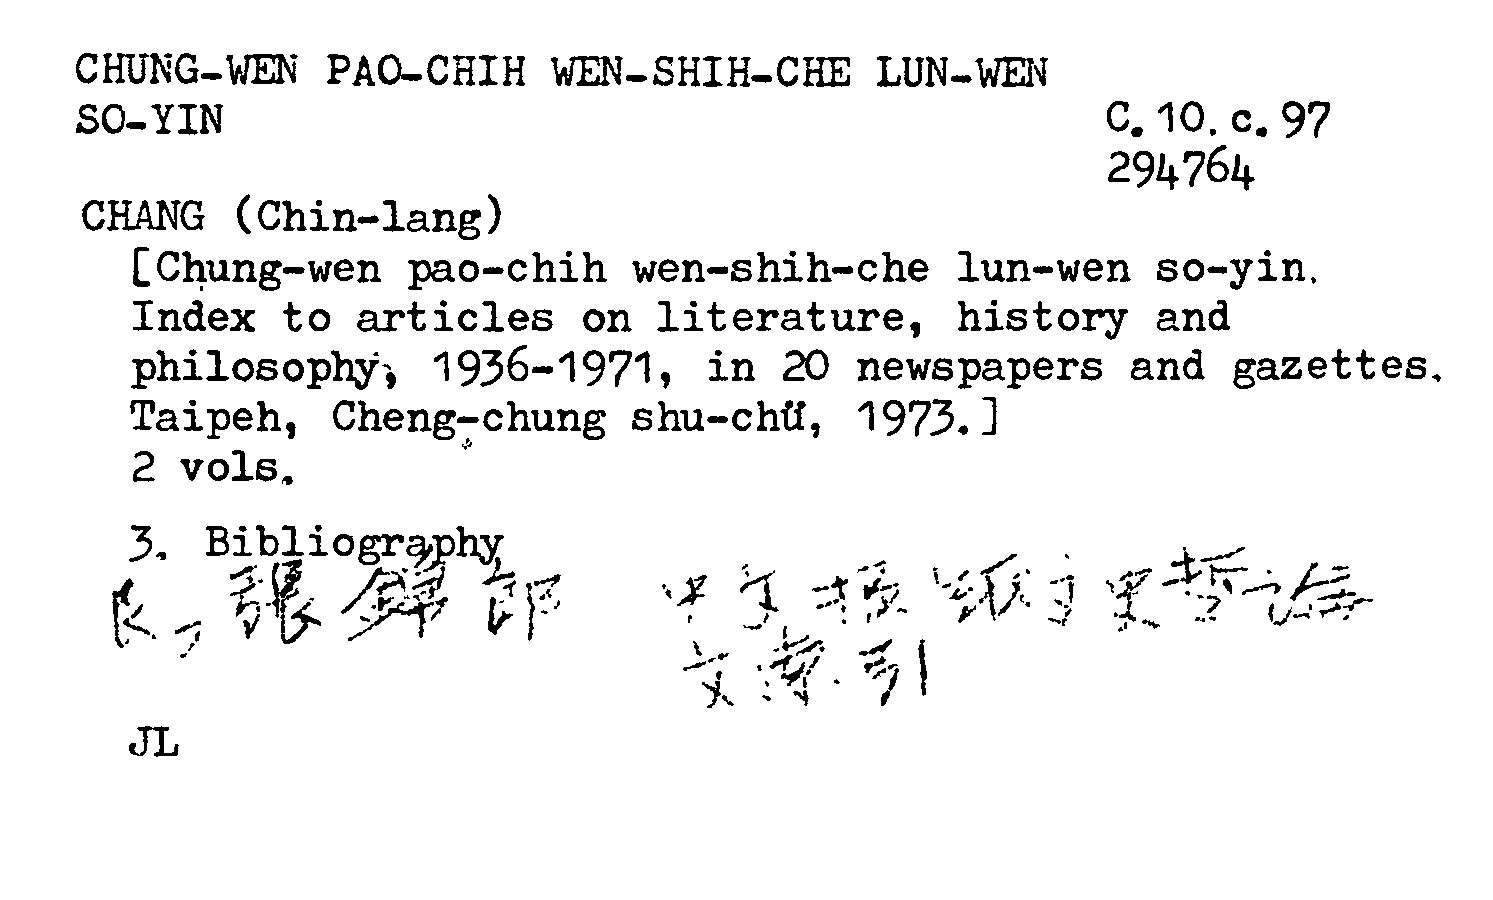 CHUNG-WEN PAO-CHIH WEN-SHIH-CHE LUN-WEN
SO-YIN
C. 10. c. 97
294764
CHANG (Chin-lang)
[Chung-wen pao-chih wen-shih-che lun-wen so-yin.
Index to articles on literature, history and
philosophy, 1936-1971, in 20 newspapers and gazettes.
Taipeh, Cheng-chung shu-chü, 1973.]
2 vols.
3. Bibliography
張錦郎 中文報紙文史哲論
文索引
JL